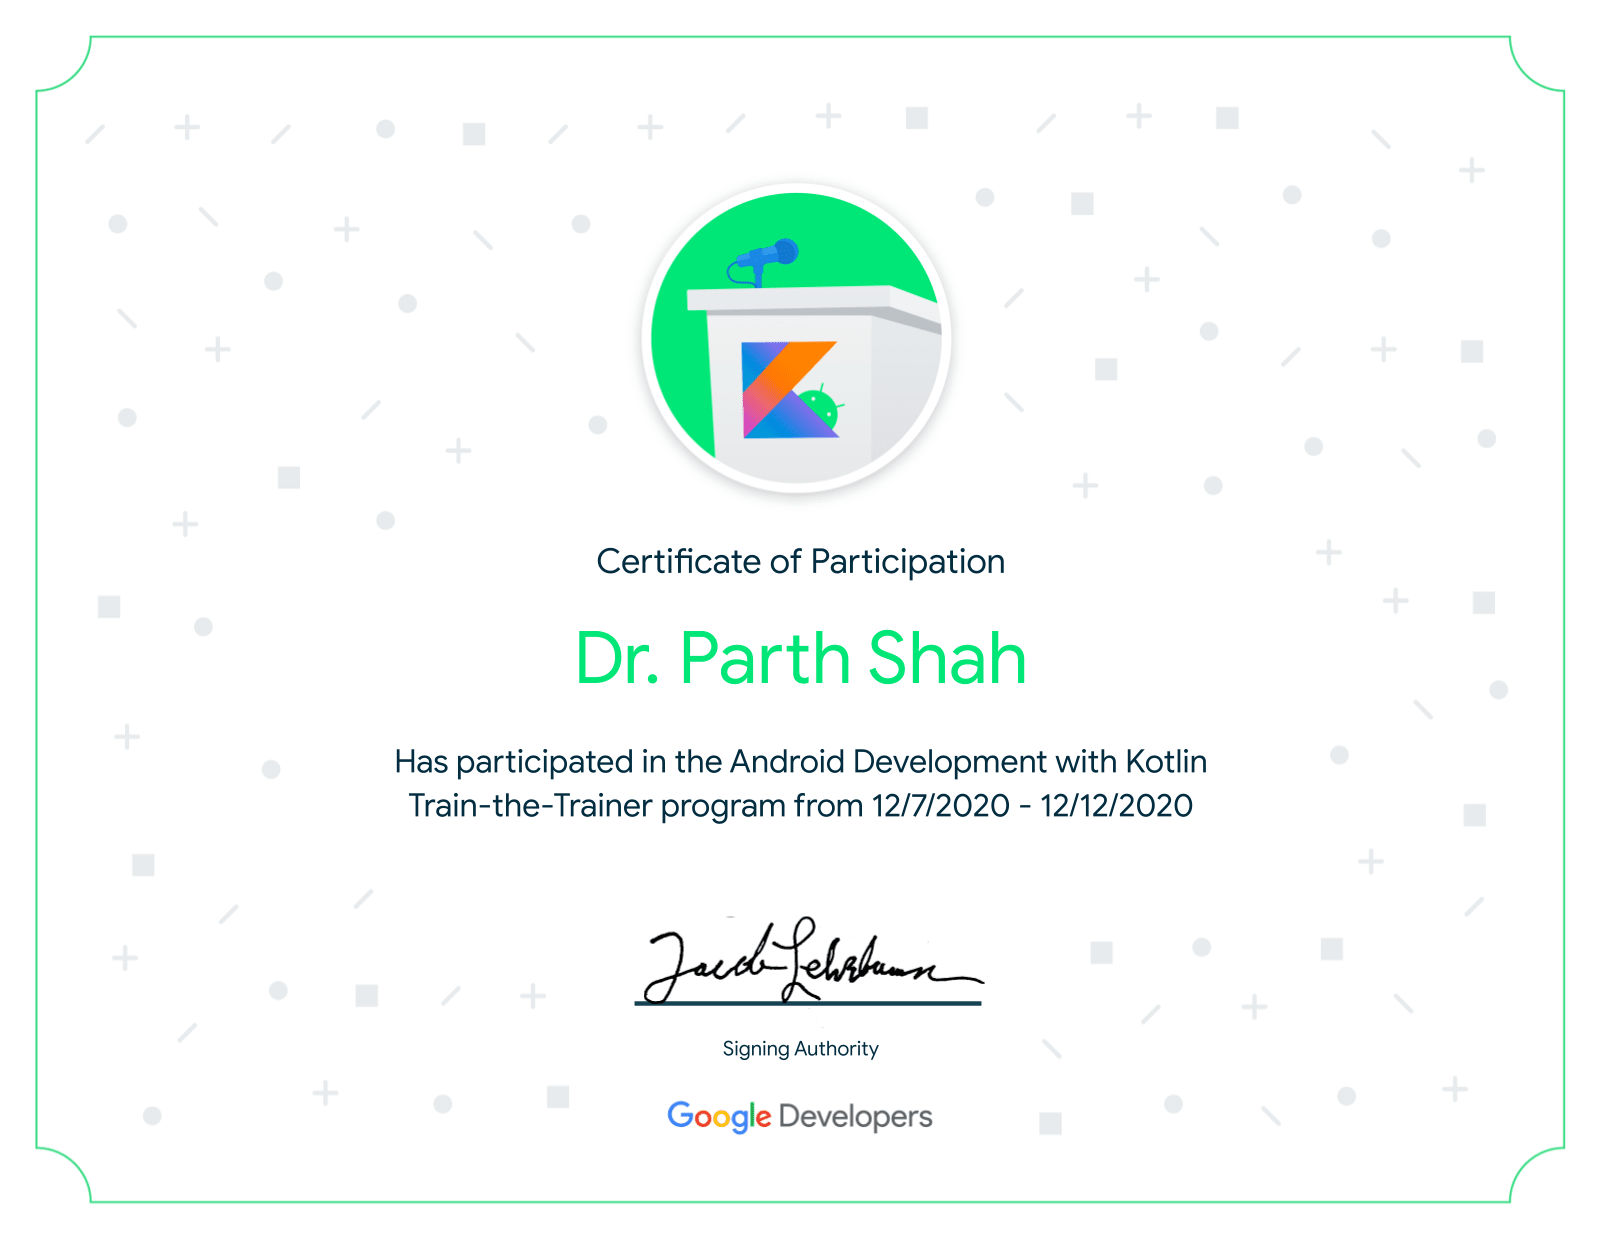 Certificate of Participation
Dr. Parth Shah
Has participated in the Android Development with Kotlin
Train-the-Trainer program from 12/7/2020 - 12/12/2020
Jacob Lehrbaum
Signing Authority
Google Developers